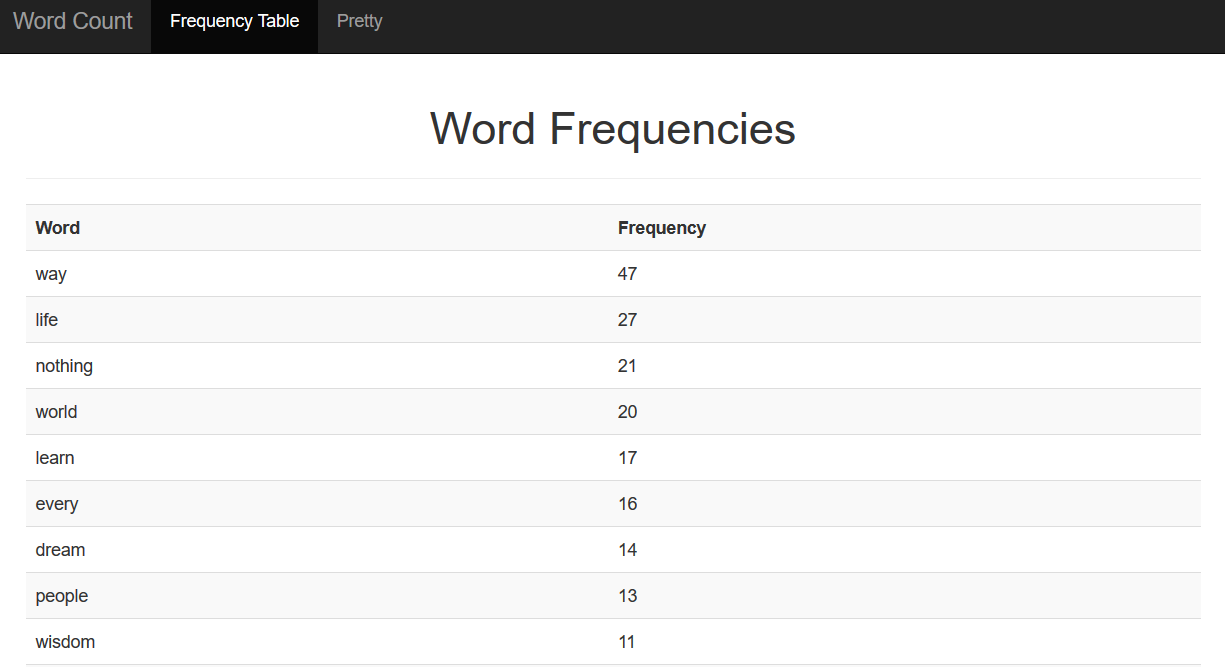 Word Count Frequency Table Pretty
Word Frequencies
Word Frequency
way 47
life 27
nothing 21
world 20
learn 17
every 16
dream 14
people 13
wisdom 11